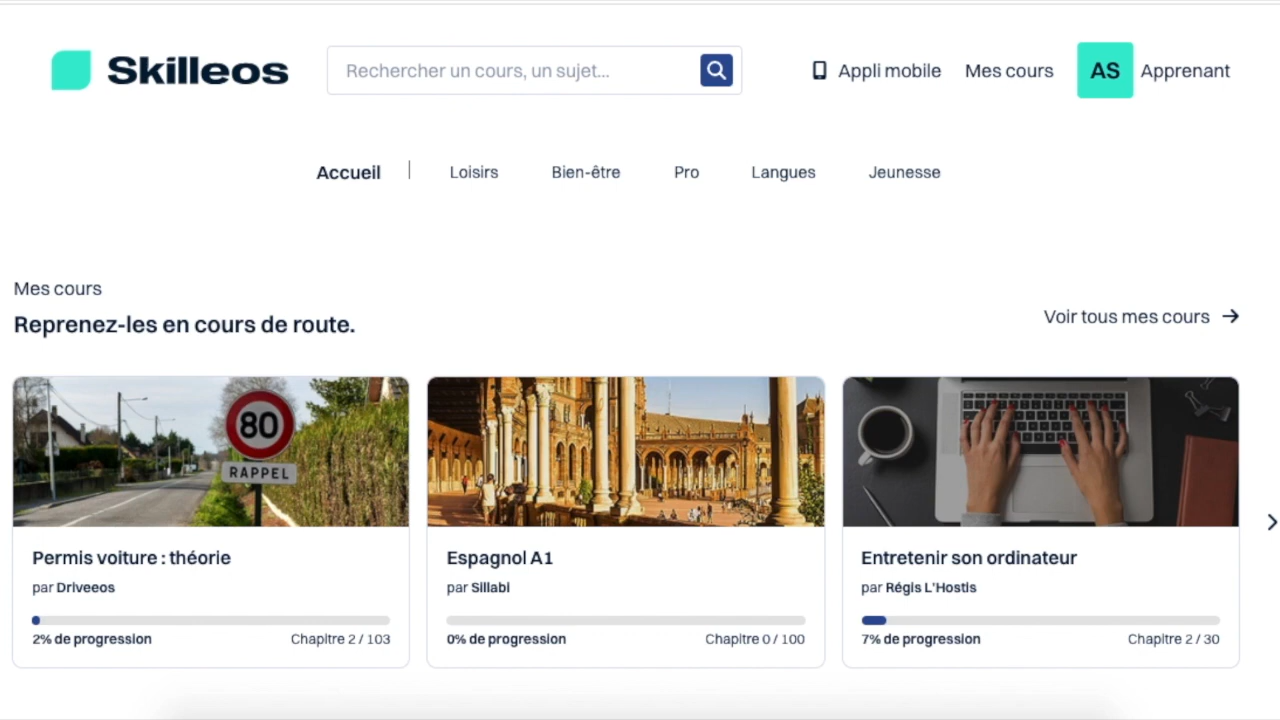 Skilleos
Rechercher un cours, un sujet...
Appli mobile
Mes cours
AS
Apprenant
Accueil
Loisirs
Bien-être
Pro
Langues
Jeunesse
Mes cours
Reprenez-les en cours de route.
Voir tous mes cours
80
RAPPEL
Permis voiture : théorie
par Driveeos
2% de progression
Chapitre 2 / 103
Espagnol A1
par Sillabi
0% de progression
Chapitre 0 / 100
Entretenir son ordinateur
par Régis L'Hostis
7% de progression
Chapitre 2 / 30